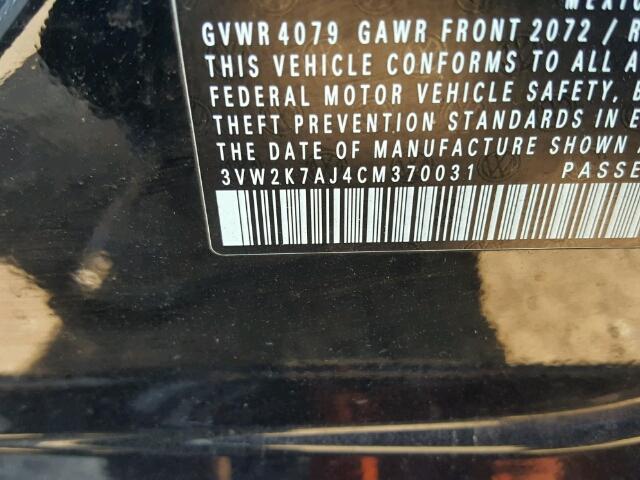 MEXICO
GVWR 4079 GAWR FRONT 2072 / R
THIS VEHICLE CONFORMS TO ALL A
FEDERAL MOTOR VEHICLE SAFETY, B
THEFT PREVENTION STANDARDS IN E
THE DATE OF MANUFACTURE SHOWN A
3VW2K7AJ4CM370031 PASSE